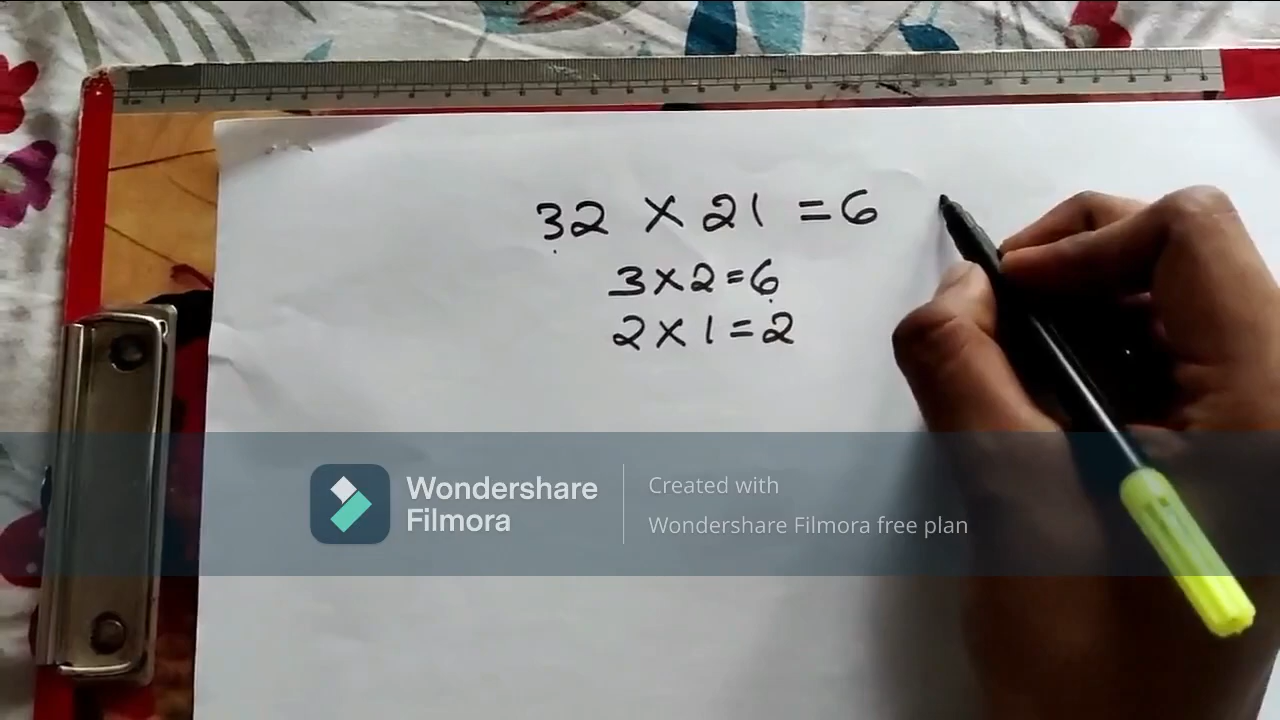 32 × 21 = 6
3×2=6
2×1=2
Wondershare
Filmora
Created with
Wondershare Filmora free plan